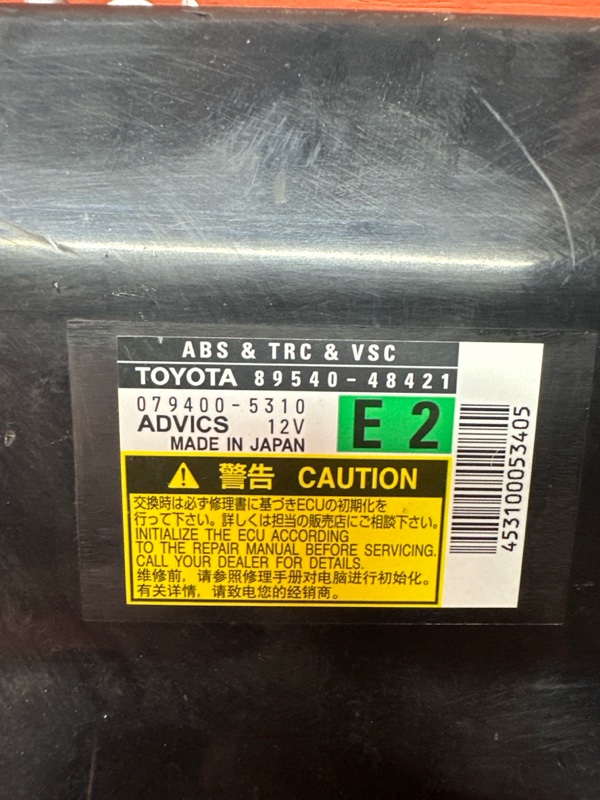 ABS & TRC & VSC
TOYOTA 89540-48421
079400-5310
ADVICS 12V
MADE IN JAPAN
E 2
警告 CAUTION
交換時は必ず修理書に基づきECUの初期化を
行って下さい。詳しくは担当の販売店にご相談下さい。
INITIALIZE THE ECU ACCORDING
TO THE REPAIR MANUAL BEFORE SERVICING.
CALL YOUR DEALER FOR DETAILS.
维修前，请参照修理手册对电脑进行初始化。
有关详情，请致电您的经销商。
453100053405